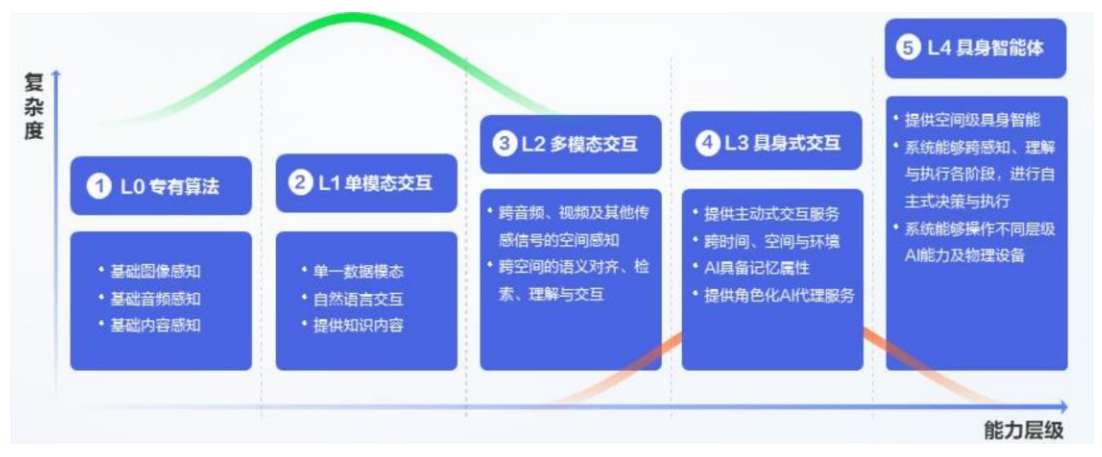 复杂度
1 L0 专有算法
• 基础图像感知
• 基础音频感知
• 基础内容感知
2 L1 单模态交互
• 单一数据模态
• 自然语言交互
• 提供知识内容
3 L2 多模态交互
• 跨音频、视频及其他传
感信号的空间感知
• 跨空间的语义对齐、检
索、理解与交互
4 L3 具身式交互
• 提供主动式交互服务
• 跨时间、空间与环境
• AI具备记忆属性
• 提供角色化AI代理服务
5 L4 具身智能体
• 提供空间级具身智能
• 系统能够跨感知、理解
与执行各阶段，进行自
主式决策与执行
• 系统能够操作不同层级
AI能力及物理设备
能力层级